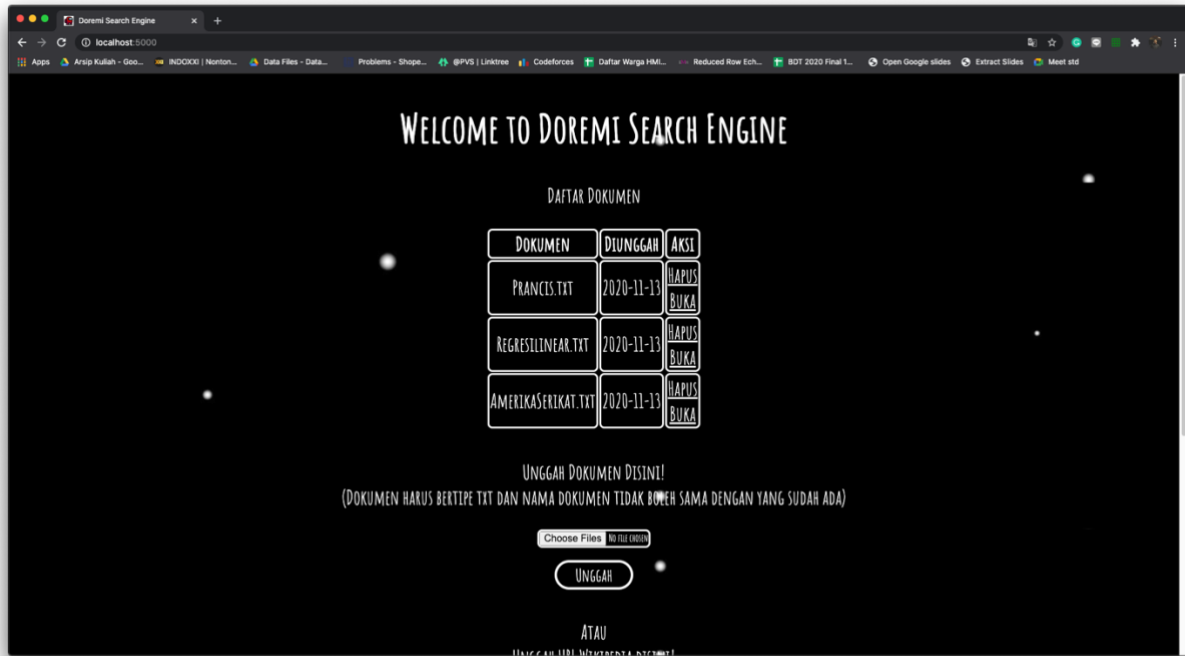 Doremi Search Engine
localhost:5000
Apps Arsip Kuliah - Goo... INDOXXI | Nonton... Data Files - Data... Problems - Shope... @PVS | Linktree Codeforces Daftar Warga HMI... Reduced Row Ech... BDT 2020 Final 1... Open Google slides Extract Slides Meet std
Welcome to Doremi Search Engine
Daftar Dokumen
Dokumen Diunggah Aksi
Prancis.txt 2020-11-13 Hapus
Buka
Regresilinear.txt 2020-11-13 Hapus
Buka
AmerikaSerikat.txt 2020-11-13 Hapus
Buka
Unggah Dokumen Disini!
(Dokumen harus bertipe txt dan nama dokumen tidak boleh sama dengan yang sudah ada)
Choose Files No file chosen
Unggah
Atau
Unggah URL Wikipedia disini!